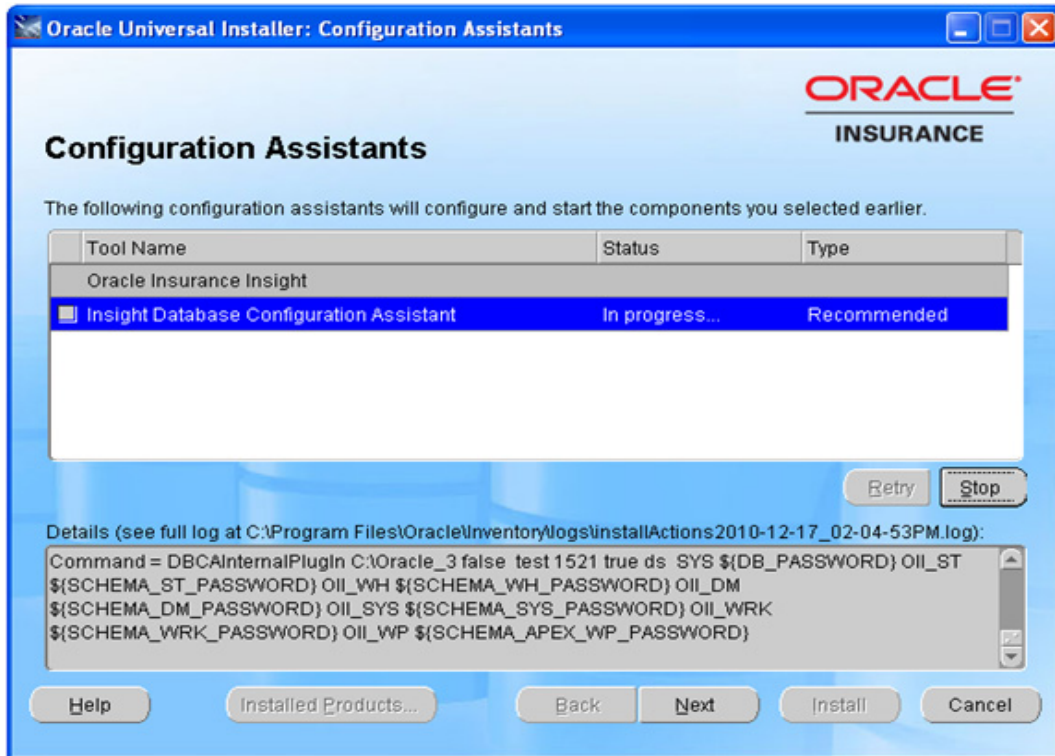 Oracle Universal Installer: Configuration Assistants
ORACLE
INSURANCE
Configuration Assistants
The following configuration assistants will configure and start the components you selected earlier.
Tool Name Status Type
Oracle Insurance Insight
Insight Database Configuration Assistant In progress... Recommended
Retry Stop
Details (see full log at C:\Program Files\Oracle\Inventory\logs\installActions2010-12-17_02-04-53PM.log):
Command = DBCAInternalPlugIn C:\Oracle_3 false test 1521 true ds SYS ${DB_PASSWORD} OII_ST
${SCHEMA_ST_PASSWORD} OII_WH ${SCHEMA_WH_PASSWORD} OII_DM
${SCHEMA_DM_PASSWORD} OII_SYS ${SCHEMA_SYS_PASSWORD} OII_WRK
${SCHEMA_WRK_PASSWORD} OII_WP ${SCHEMA_APEX_WP_PASSWORD}
Help Installed Products... Back Next Install Cancel